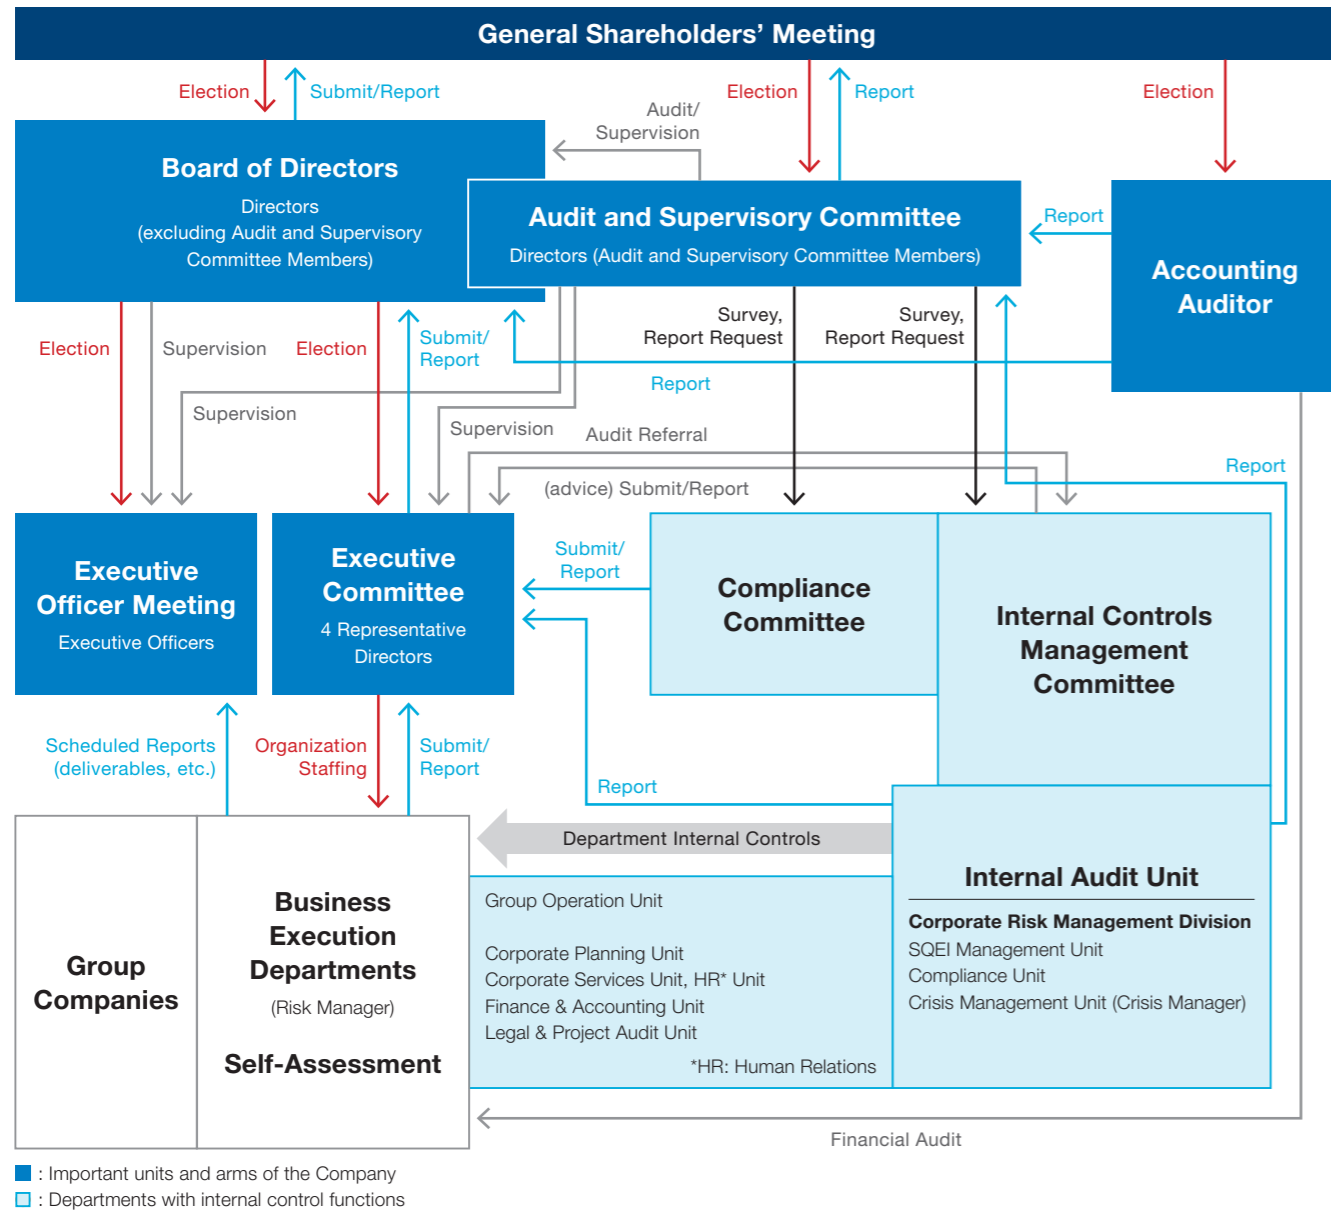 General Shareholders’ Meeting
Election
Submit/Report
Election
Report
Election
Audit/
Supervision
Board of Directors
Directors
(excluding Audit and Supervisory
Committee Members)
Audit and Supervisory Committee
Directors (Audit and Supervisory Committee Members)
Report
Accounting
Auditor
Election
Supervision
Election
Submit/
Report
Survey,
Report Request
Survey,
Report Request
Report
Supervision
Supervision
Audit Referral
(advice) Submit/Report
Report
Executive
Officer Meeting
Executive Officers
Executive
Committee
4 Representative
Directors
Submit/
Report
Compliance
Committee
Internal Controls
Management
Committee
Scheduled Reports
(deliverables, etc.)
Organization
Staffing
Submit/
Report
Report
Department Internal Controls
Group
Companies
Business
Execution
Departments
(Risk Manager)
Self-Assessment
Group Operation Unit
Corporate Planning Unit
Corporate Services Unit, HR* Unit
Finance & Accounting Unit
Legal & Project Audit Unit
*HR: Human Relations
Internal Audit Unit
Corporate Risk Management Division
SQEI Management Unit
Compliance Unit
Crisis Management Unit (Crisis Manager)
Financial Audit
: Important units and arms of the Company
: Departments with internal control functions